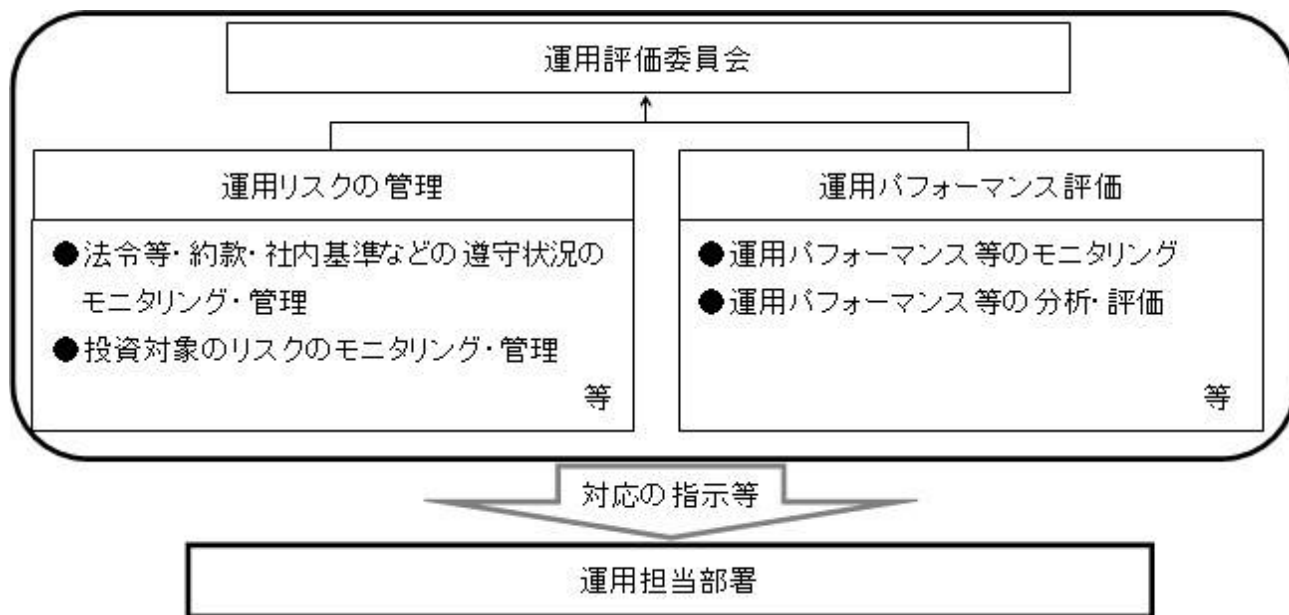 運用評価委員会
運用リスクの管理
●法令等・約款・社内基準などの遵守状況の
モニタリング・管理
●投資対象のリスクのモニタリング・管理
等
運用パフォーマンス評価
●運用パフォーマンス等のモニタリング
●運用パフォーマンス等の分析・評価
等
対応の指示等
運用担当部署